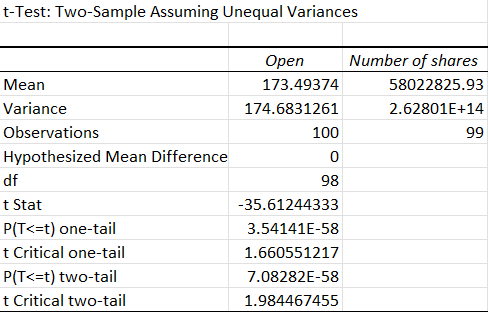 t-Test: Two-Sample Assuming Unequal Variances
Open Number of shares
Mean 173.49374 58022825.93
Variance 174.6831261 2.62801E+14
Observations 100 99
Hypothesized Mean Difference 0
df 98
t Stat -35.61244333
P(T<=t) one-tail 3.54141E-58
t Critical one-tail 1.660551217
P(T<=t) two-tail 7.08282E-58
t Critical two-tail 1.984467455